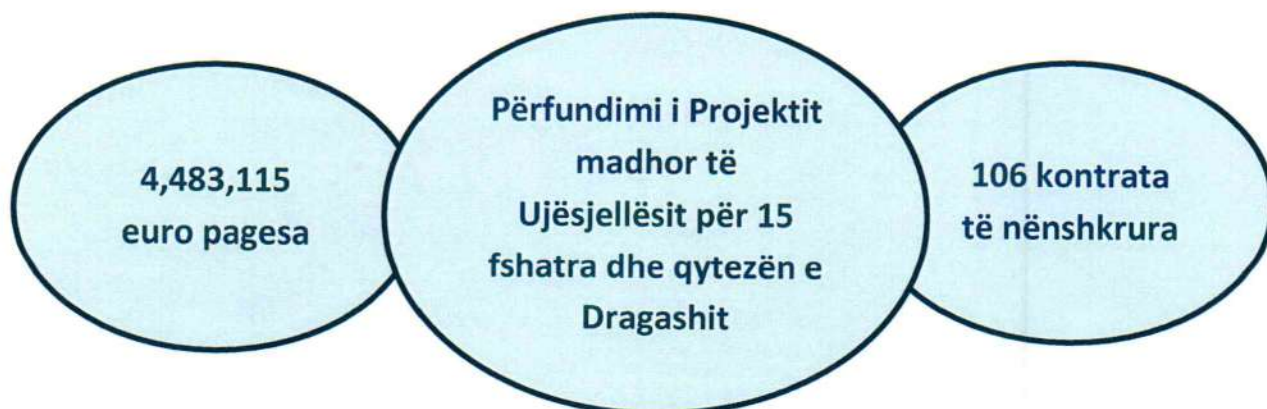 4,483,115
euro pagesa
Përfundimi i Projektit
madhor të
Ujësjellësit për 15
fshatra dhe qytezën e
Dragashit
106 kontrata
të nënshkrura